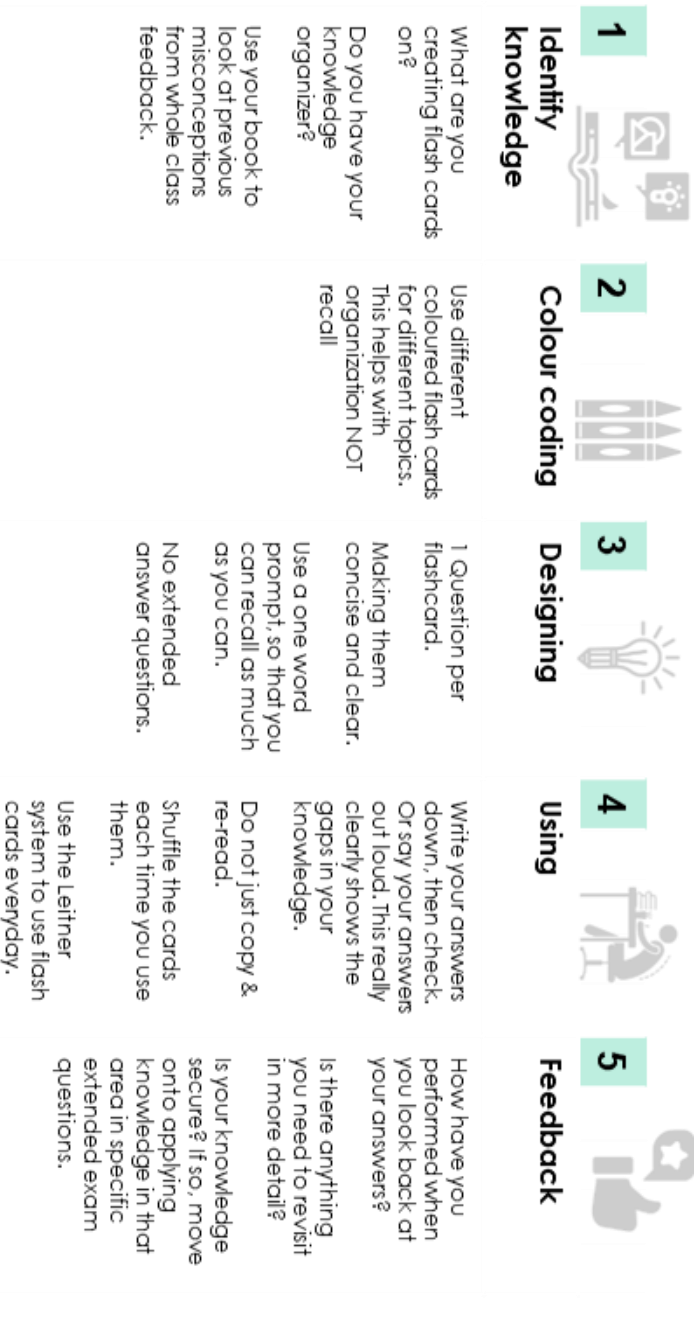 1
Identify
knowledge
What are you
creating flash cards
on?
Do you have your
knowledge
organizer?
Use your book to
look at previous
misconceptions
from whole class
feedback.
2
Colour coding
Use different
coloured flash cards
for different topics.
This helps with
organization NOT
recall
3
Designing
1 Question per
flashcard.
Making them
concise and clear.
Use a one word
prompt, so that you
can recall as much
as you can.
No extended
answer questions.
4
Using
Write your answers
down, then check.
Or say your answers
out loud. This really
clearly shows the
gaps in your
knowledge.
Do not just copy &
re-read.
Shuffle the cards
each time you use
them.
Use the Leitner
system to use flash
cards everyday.
5
Feedback
How have you
performed when
you look back at
your answers?
Is there anything
you need to revisit
in more detail?
Is your knowledge
secure? If so, move
onto applying
knowledge in that
area in specific
extended exam
questions.